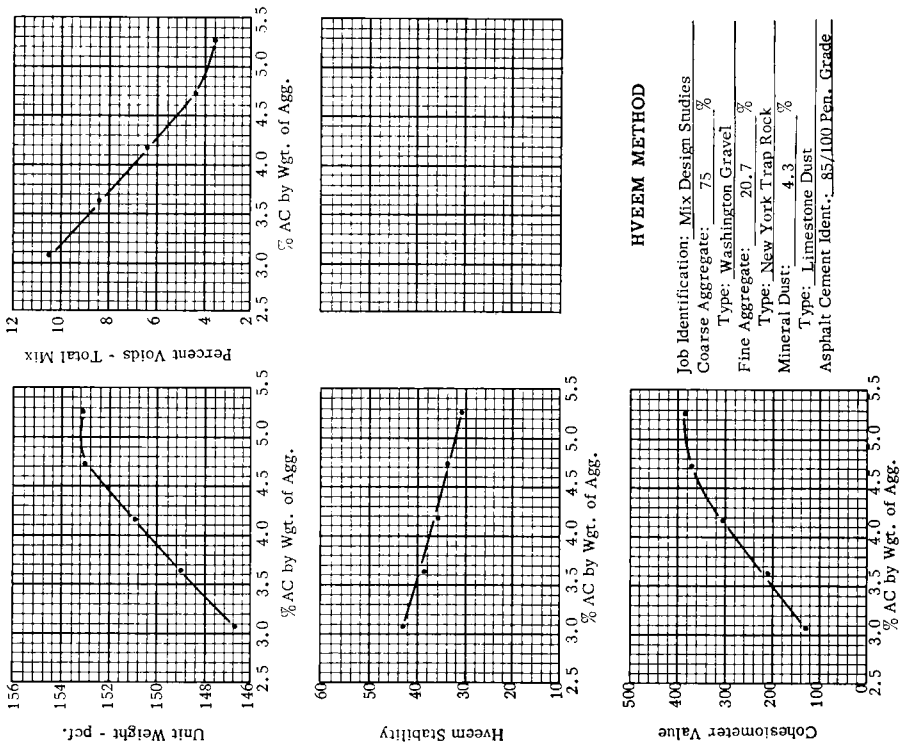 156
154
152
150
148
146
Unit Weight - pcf.
2.5 3.0 3.5 4.0 4.5 5.0 5.5
% AC by Wgt. of Agg.
12
10
8
6
4
2
Percent Voids - Total Mix
2.5 3.0 3.5 4.0 4.5 5.0 5.5
% AC by Wgt. of Agg.
60
50
40
30
20
10
Hveem Stability
2.5 3.0 3.5 4.0 4.5 5.0 5.5
% AC by Wgt. of Agg.
500
400
300
200
100
0
Cohesiometer Value
2.5 3.0 3.5 4.0 4.5 5.0 5.5
% AC by Wgt. of Agg.
HVEEM METHOD
Job Identification: Mix Design Studies
Coarse Aggregate: 75 %
Type: Washington Gravel
Fine Aggregate: 20.7 %
Type: New York Trap Rock
Mineral Dust: 4.3 %
Type: Limestone Dust
Asphalt Cement Ident.: 85/100 Pen. Grade